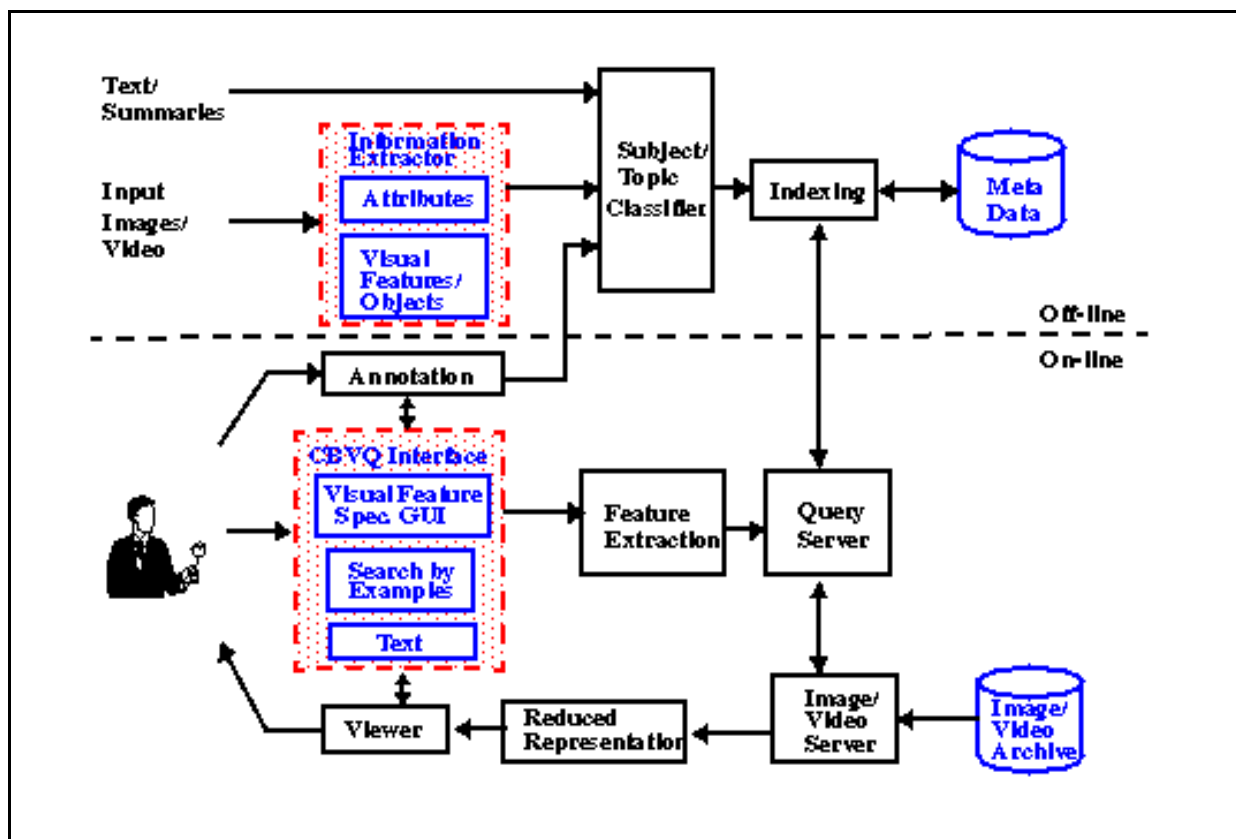 Text/
Summaries
Input
Images/
Video
Information
Extractor
Attributes
Visual
Features/
Objects
Subject/
Topic
Classifier
Indexing
Meta
Data
Off-line
On-line
Annotation
CBVQ Interface
Visual Feature
Spec. GUI
Search by
Examples
Text
Feature
Extraction
Query
Server
Viewer
Reduced
Representation
Image/
Video
Server
Image/
Video
Archive